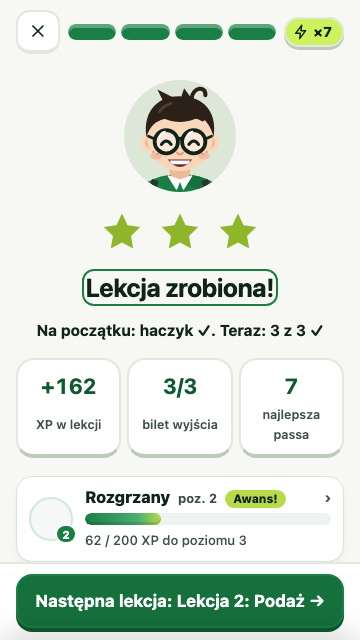 ×7
Lekcja zrobiona!
Na początku: haczyk ✓. Teraz: 3 z 3 ✓
+162 3/3 7
XP w lekcji bilet wyjścia najlepsza passa
Rozgrzany poz. 2 Awans! ›
2
62 / 200 XP do poziomu 3
Następna lekcja: Lekcja 2: Podaż →